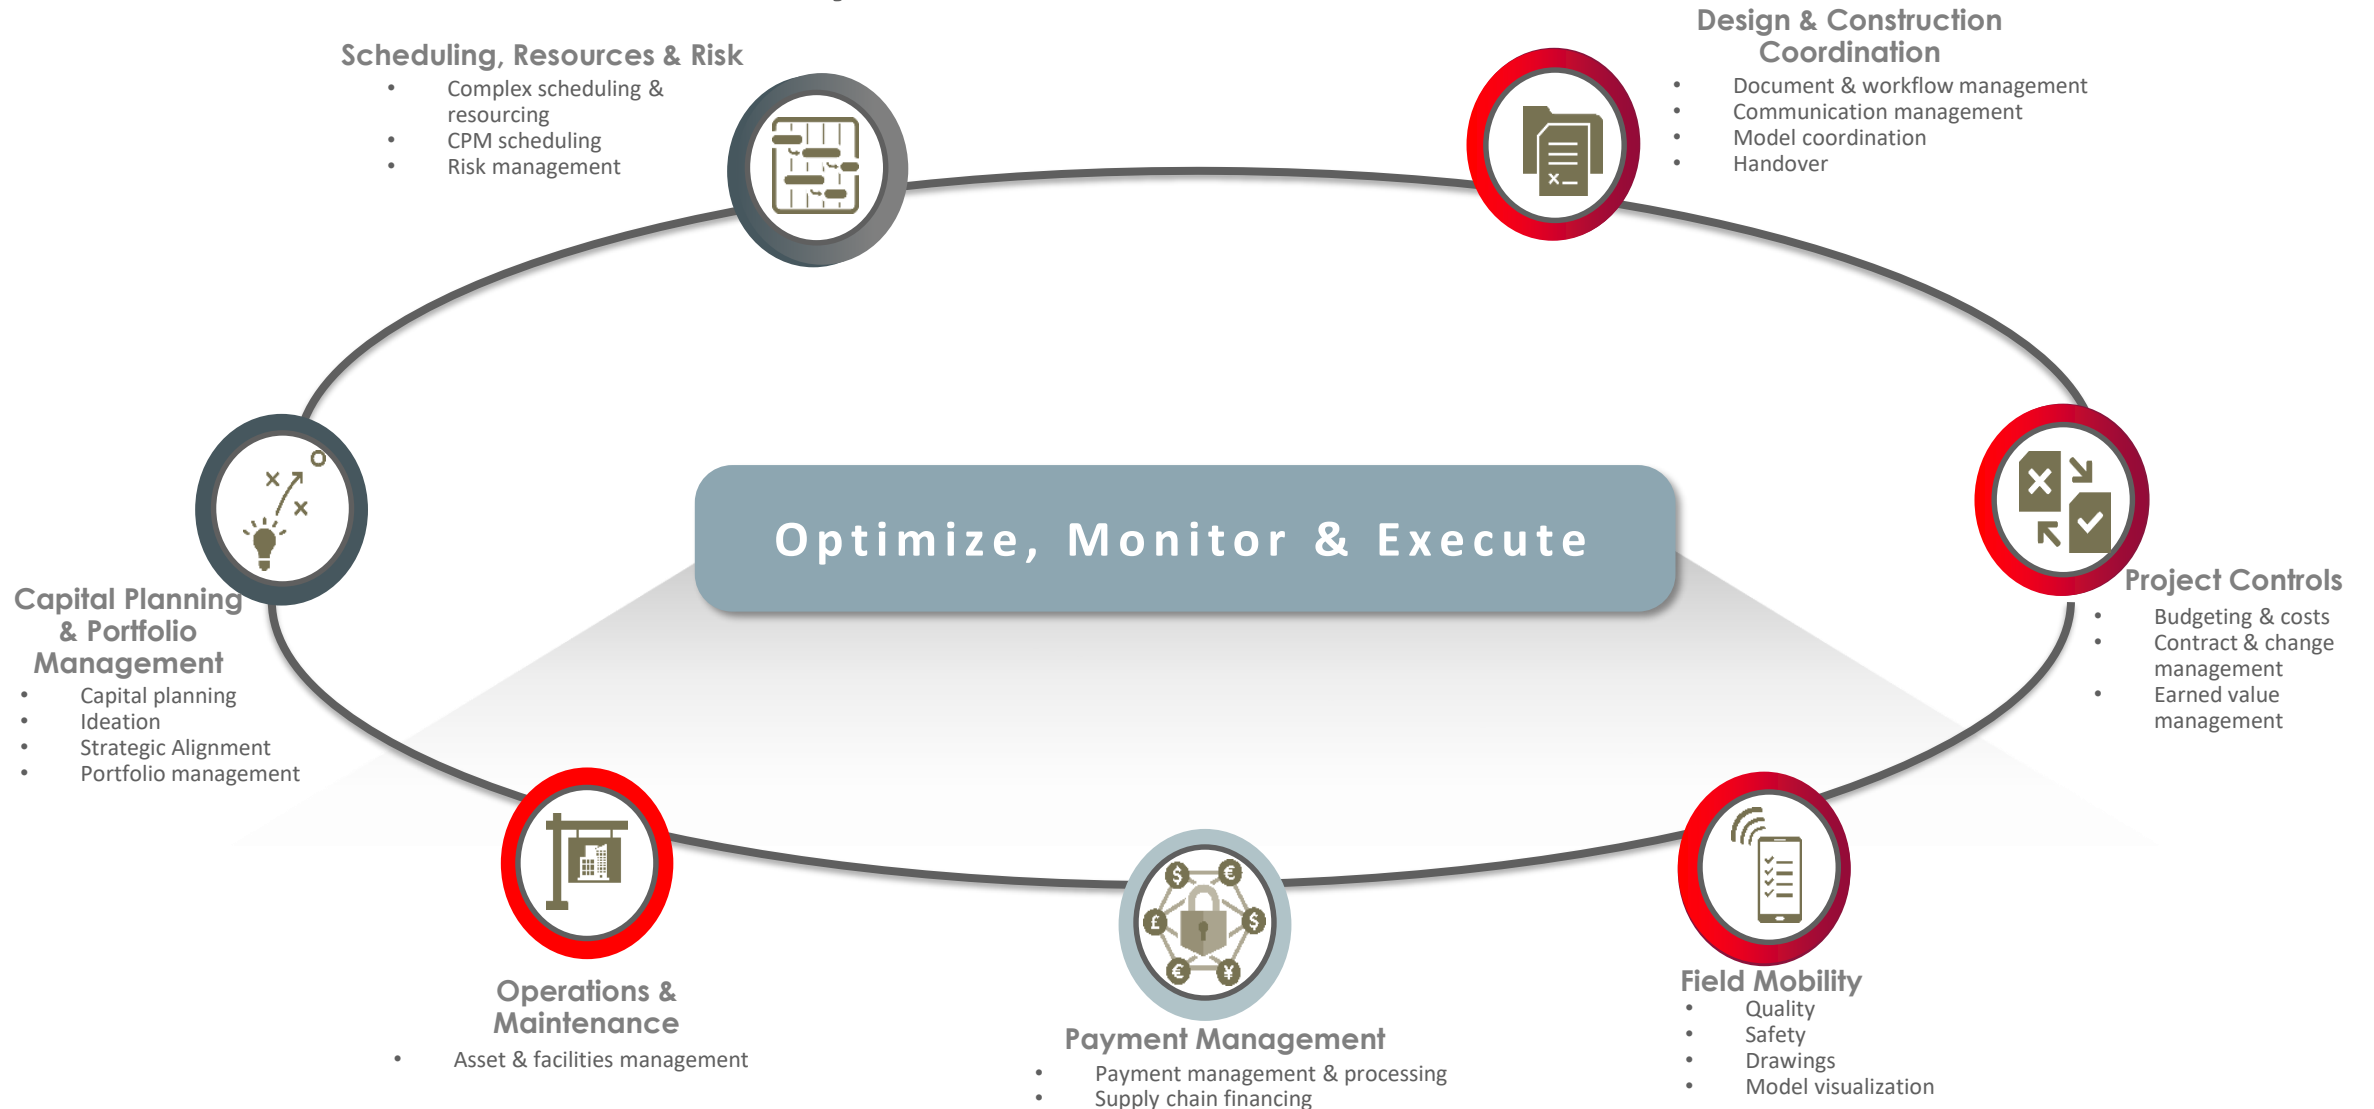 Scheduling, Resources & Risk
• Complex scheduling &
resourcing
• CPM scheduling
• Risk management
Design & Construction
Coordination
• Document & workflow management
• Communication management
• Model coordination
• Handover
Optimize, Monitor & Execute
Capital Planning
& Portfolio
Management
• Capital planning
• Ideation
• Strategic Alignment
• Portfolio management
Project Controls
• Budgeting & costs
• Contract & change
management
• Earned value
management
Operations &
Maintenance
• Asset & facilities management
Payment Management
• Payment management & processing
• Supply chain financing
Field Mobility
• Quality
• Safety
• Drawings
• Model visualization